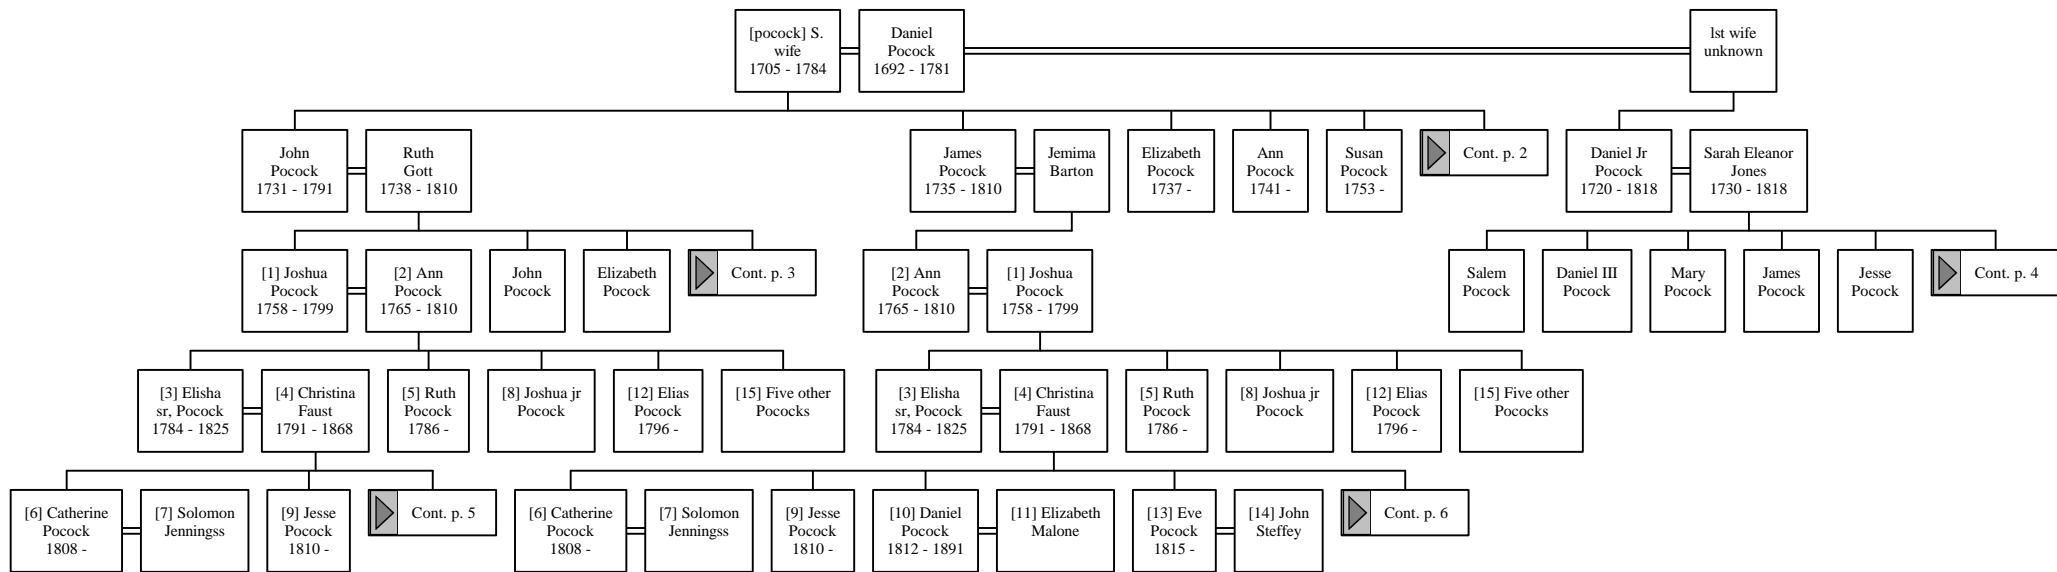 [pocock] S.
wife
1705 - 1784
Daniel
Pocock
1692 - 1781
lst wife
unknown
John
Pocock
1731 - 1791
Ruth
Gott
1738 - 1810
James
Pocock
1735 - 1810
Jemima
Barton
Elizabeth
Pocock
1737 -
Ann
Pocock
1741 -
Susan
Pocock
1753 -
Cont. p. 2
Daniel Jr
Pocock
1720 - 1818
Sarah Eleanor
Jones
1730 - 1818
[1] Joshua
Pocock
1758 - 1799
[2] Ann
Pocock
1765 - 1810
John
Pocock
Elizabeth
Pocock
Cont. p. 3
[2] Ann
Pocock
1765 - 1810
[1] Joshua
Pocock
1758 - 1799
Salem
Pocock
Daniel III
Pocock
Mary
Pocock
James
Pocock
Jesse
Pocock
Cont. p. 4
[3] Elisha
sr, Pocock
1784 - 1825
[4] Christina
Faust
1791 - 1868
[5] Ruth
Pocock
1786 -
[8] Joshua jr
Pocock
[12] Elias
Pocock
1796 -
[15] Five other
Pococks
[3] Elisha
sr, Pocock
1784 - 1825
[4] Christina
Faust
1791 - 1868
[5] Ruth
Pocock
1786 -
[8] Joshua jr
Pocock
[12] Elias
Pocock
1796 -
[15] Five other
Pococks
[6] Catherine
Pocock
1808 -
[7] Solomon
Jenningss
[9] Jesse
Pocock
1810 -
Cont. p. 5
[6] Catherine
Pocock
1808 -
[7] Solomon
Jenningss
[9] Jesse
Pocock
1810 -
[10] Daniel
Pocock
1812 - 1891
[11] Elizabeth
Malone
[13] Eve
Pocock
1815 -
[14] John
Steffey
Cont. p. 6